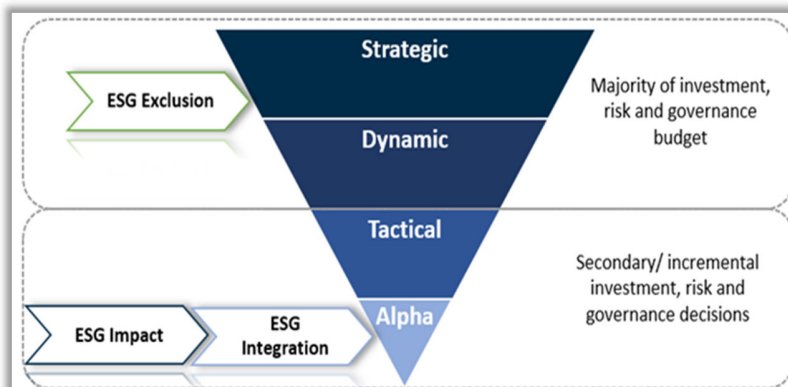 Strategic
ESG Exclusion
Majority of investment,
risk and governance
budget
Dynamic
Tactical
Secondary/ incremental
investment, risk and
governance decisions
Alpha
ESG Impact
ESG
Integration